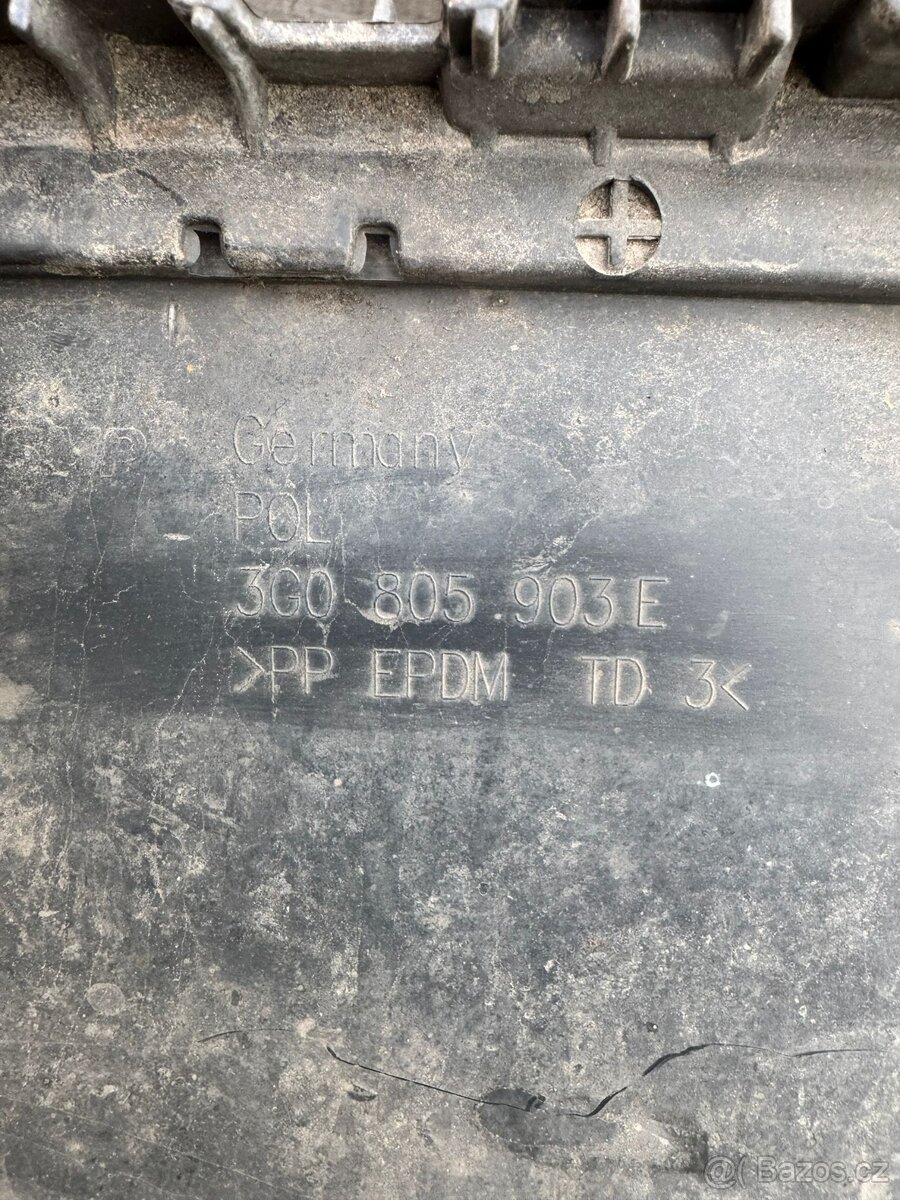 Germany
POL
3G0 805 903 E
>PP EPDM TD 3<
@( Bazos.cz